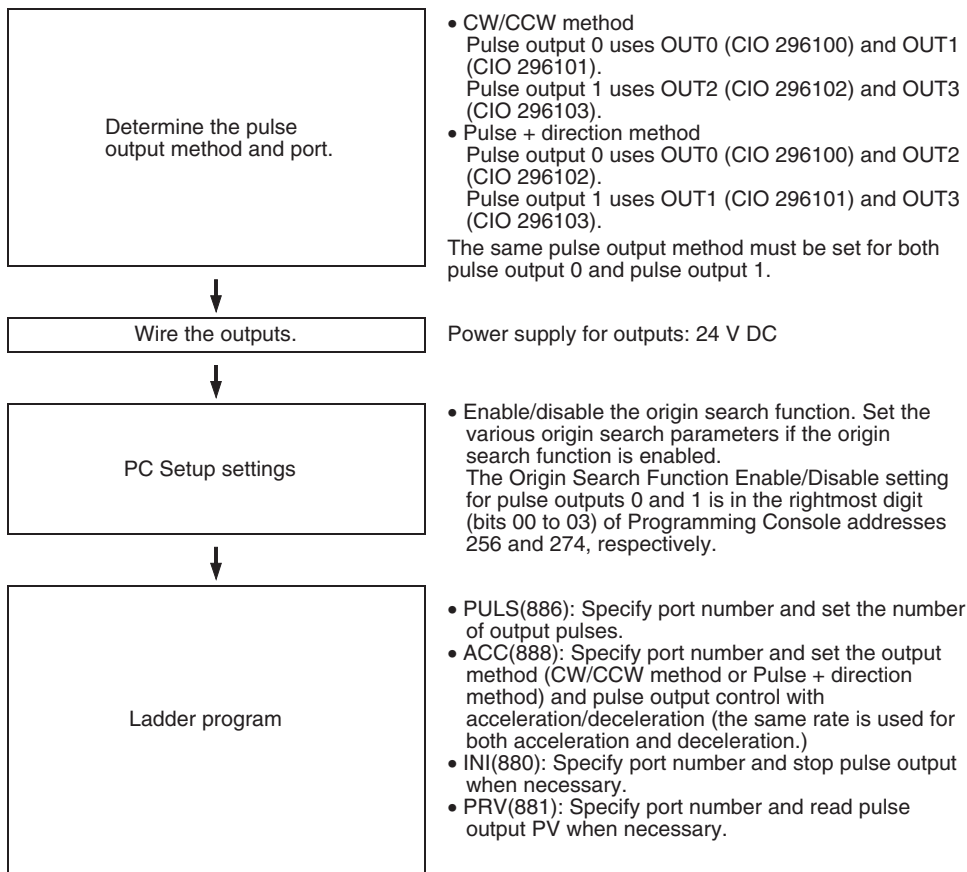 Determine the pulse
output method and port.
• CW/CCW method
Pulse output 0 uses OUT0 (CIO 296100) and OUT1
(CIO 296101).
Pulse output 1 uses OUT2 (CIO 296102) and OUT3
(CIO 296103).
• Pulse + direction method
Pulse output 0 uses OUT0 (CIO 296100) and OUT2
(CIO 296102).
Pulse output 1 uses OUT1 (CIO 296101) and OUT3
(CIO 296103).
The same pulse output method must be set for both
pulse output 0 and pulse output 1.
Wire the outputs.
Power supply for outputs: 24 V DC
PC Setup settings
• Enable/disable the origin search function. Set the
various origin search parameters if the origin
search function is enabled.
The Origin Search Function Enable/Disable setting
for pulse outputs 0 and 1 is in the rightmost digit
(bits 00 to 03) of Programming Console addresses
256 and 274, respectively.
Ladder program
• PULS(886): Specify port number and set the number
of output pulses.
• ACC(888): Specify port number and set the output
method (CW/CCW method or Pulse + direction
method) and pulse output control with
acceleration/deceleration (the same rate is used for
both acceleration and deceleration.)
• INI(880): Specify port number and stop pulse output
when necessary.
• PRV(881): Specify port number and read pulse
output PV when necessary.